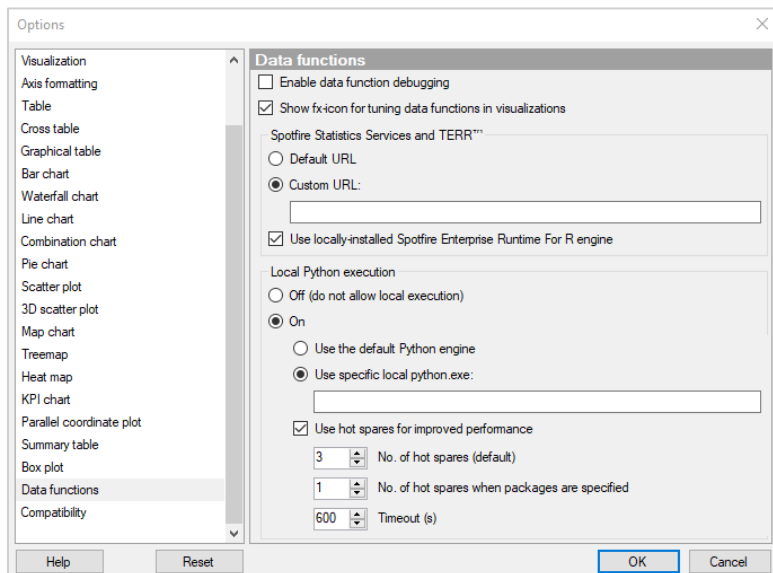 Options
Visualization
Axis formatting
Table
Cross table
Graphical table
Bar chart
Waterfall chart
Line chart
Combination chart
Pie chart
Scatter plot
3D scatter plot
Map chart
Treemap
Heat map
KPI chart
Parallel coordinate plot
Summary table
Box plot
Data functions
Compatibility
Data functions
Enable data function debugging
Show fx-icon for tuning data functions in visualizations
Spotfire Statistics Services and TERR™
Default URL
Custom URL:
Use locally-installed Spotfire Enterprise Runtime For R engine
Local Python execution
Off (do not allow local execution)
On
Use the default Python engine
Use specific local python.exe:
Use hot spares for improved performance
3 No. of hot spares (default)
1 No. of hot spares when packages are specified
600 Timeout (s)
Help Reset OK Cancel